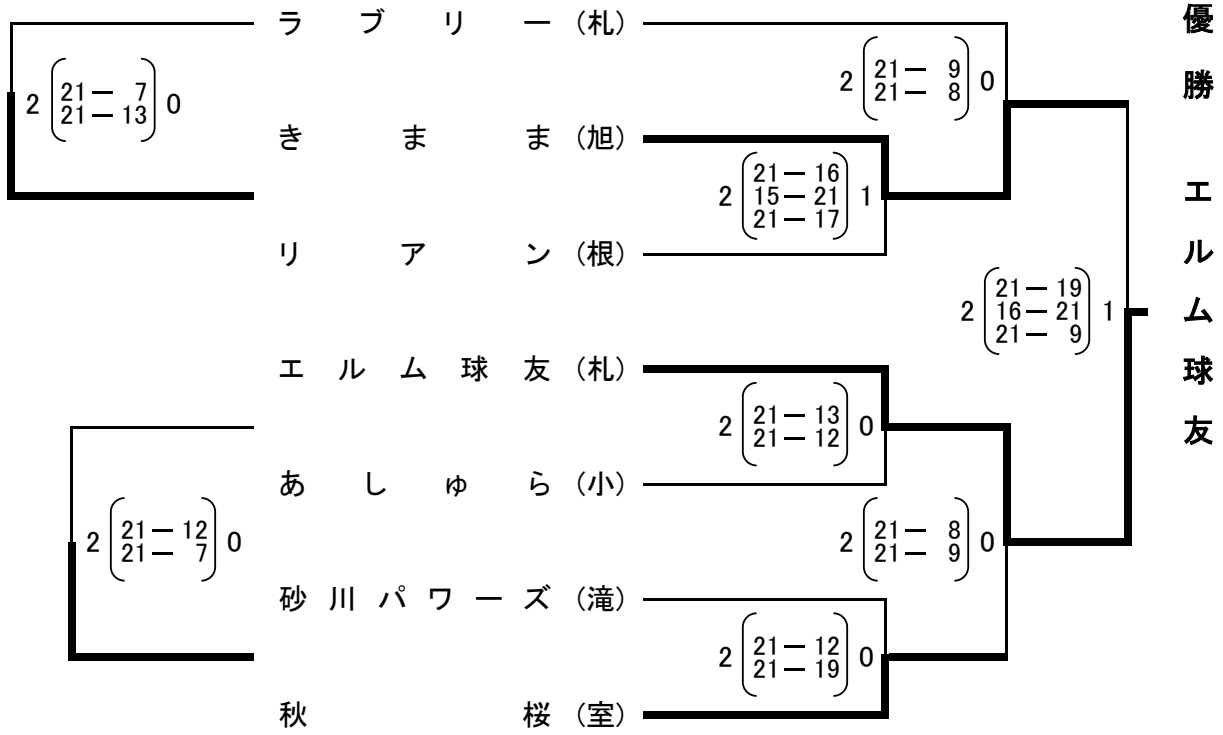 ラブリー（札）
2 21－ 7 0
21－13
2 21－ 9 0
21－ 8
きまま（旭）
2 21－16 1
15－21
21－17
リアン（根）
2 21－19 1
16－21
21－ 9
エルム球友（札）
2 21－13 0
21－12
あしゅら（小）
2 21－12 0
21－ 7
2 21－ 8 0
21－ 9
砂川パワーズ（滝）
2 21－12 0
21－19
秋桜（室）
優勝 エルム球友